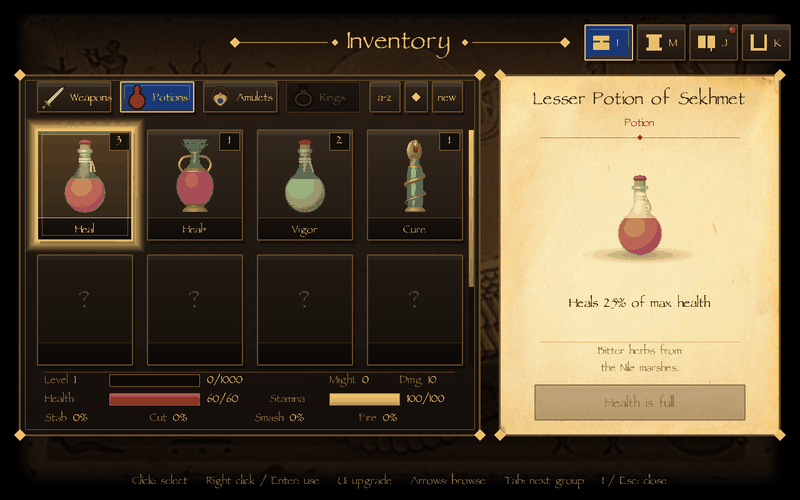 Inventory
I
M
J
K
Weapons
Potions
Amulets
Rings
a-z
new
3
1
2
1
Heal
Heal+
Vigor
Cure
?
?
?
?
Level 1
0/1000
Might 0
Dmg 10
Health
60/60
Stamina
100/100
Stab 0%
Cut 0%
Smash 0%
Fire 0%
Lesser Potion of Sekhmet
Potion
Heals 25% of max health
Bitter herbs from
the Nile marshes.
Health is full
Click: select Right click / Enter: use U: upgrade Arrows: browse Tab: next group I / Esc: close